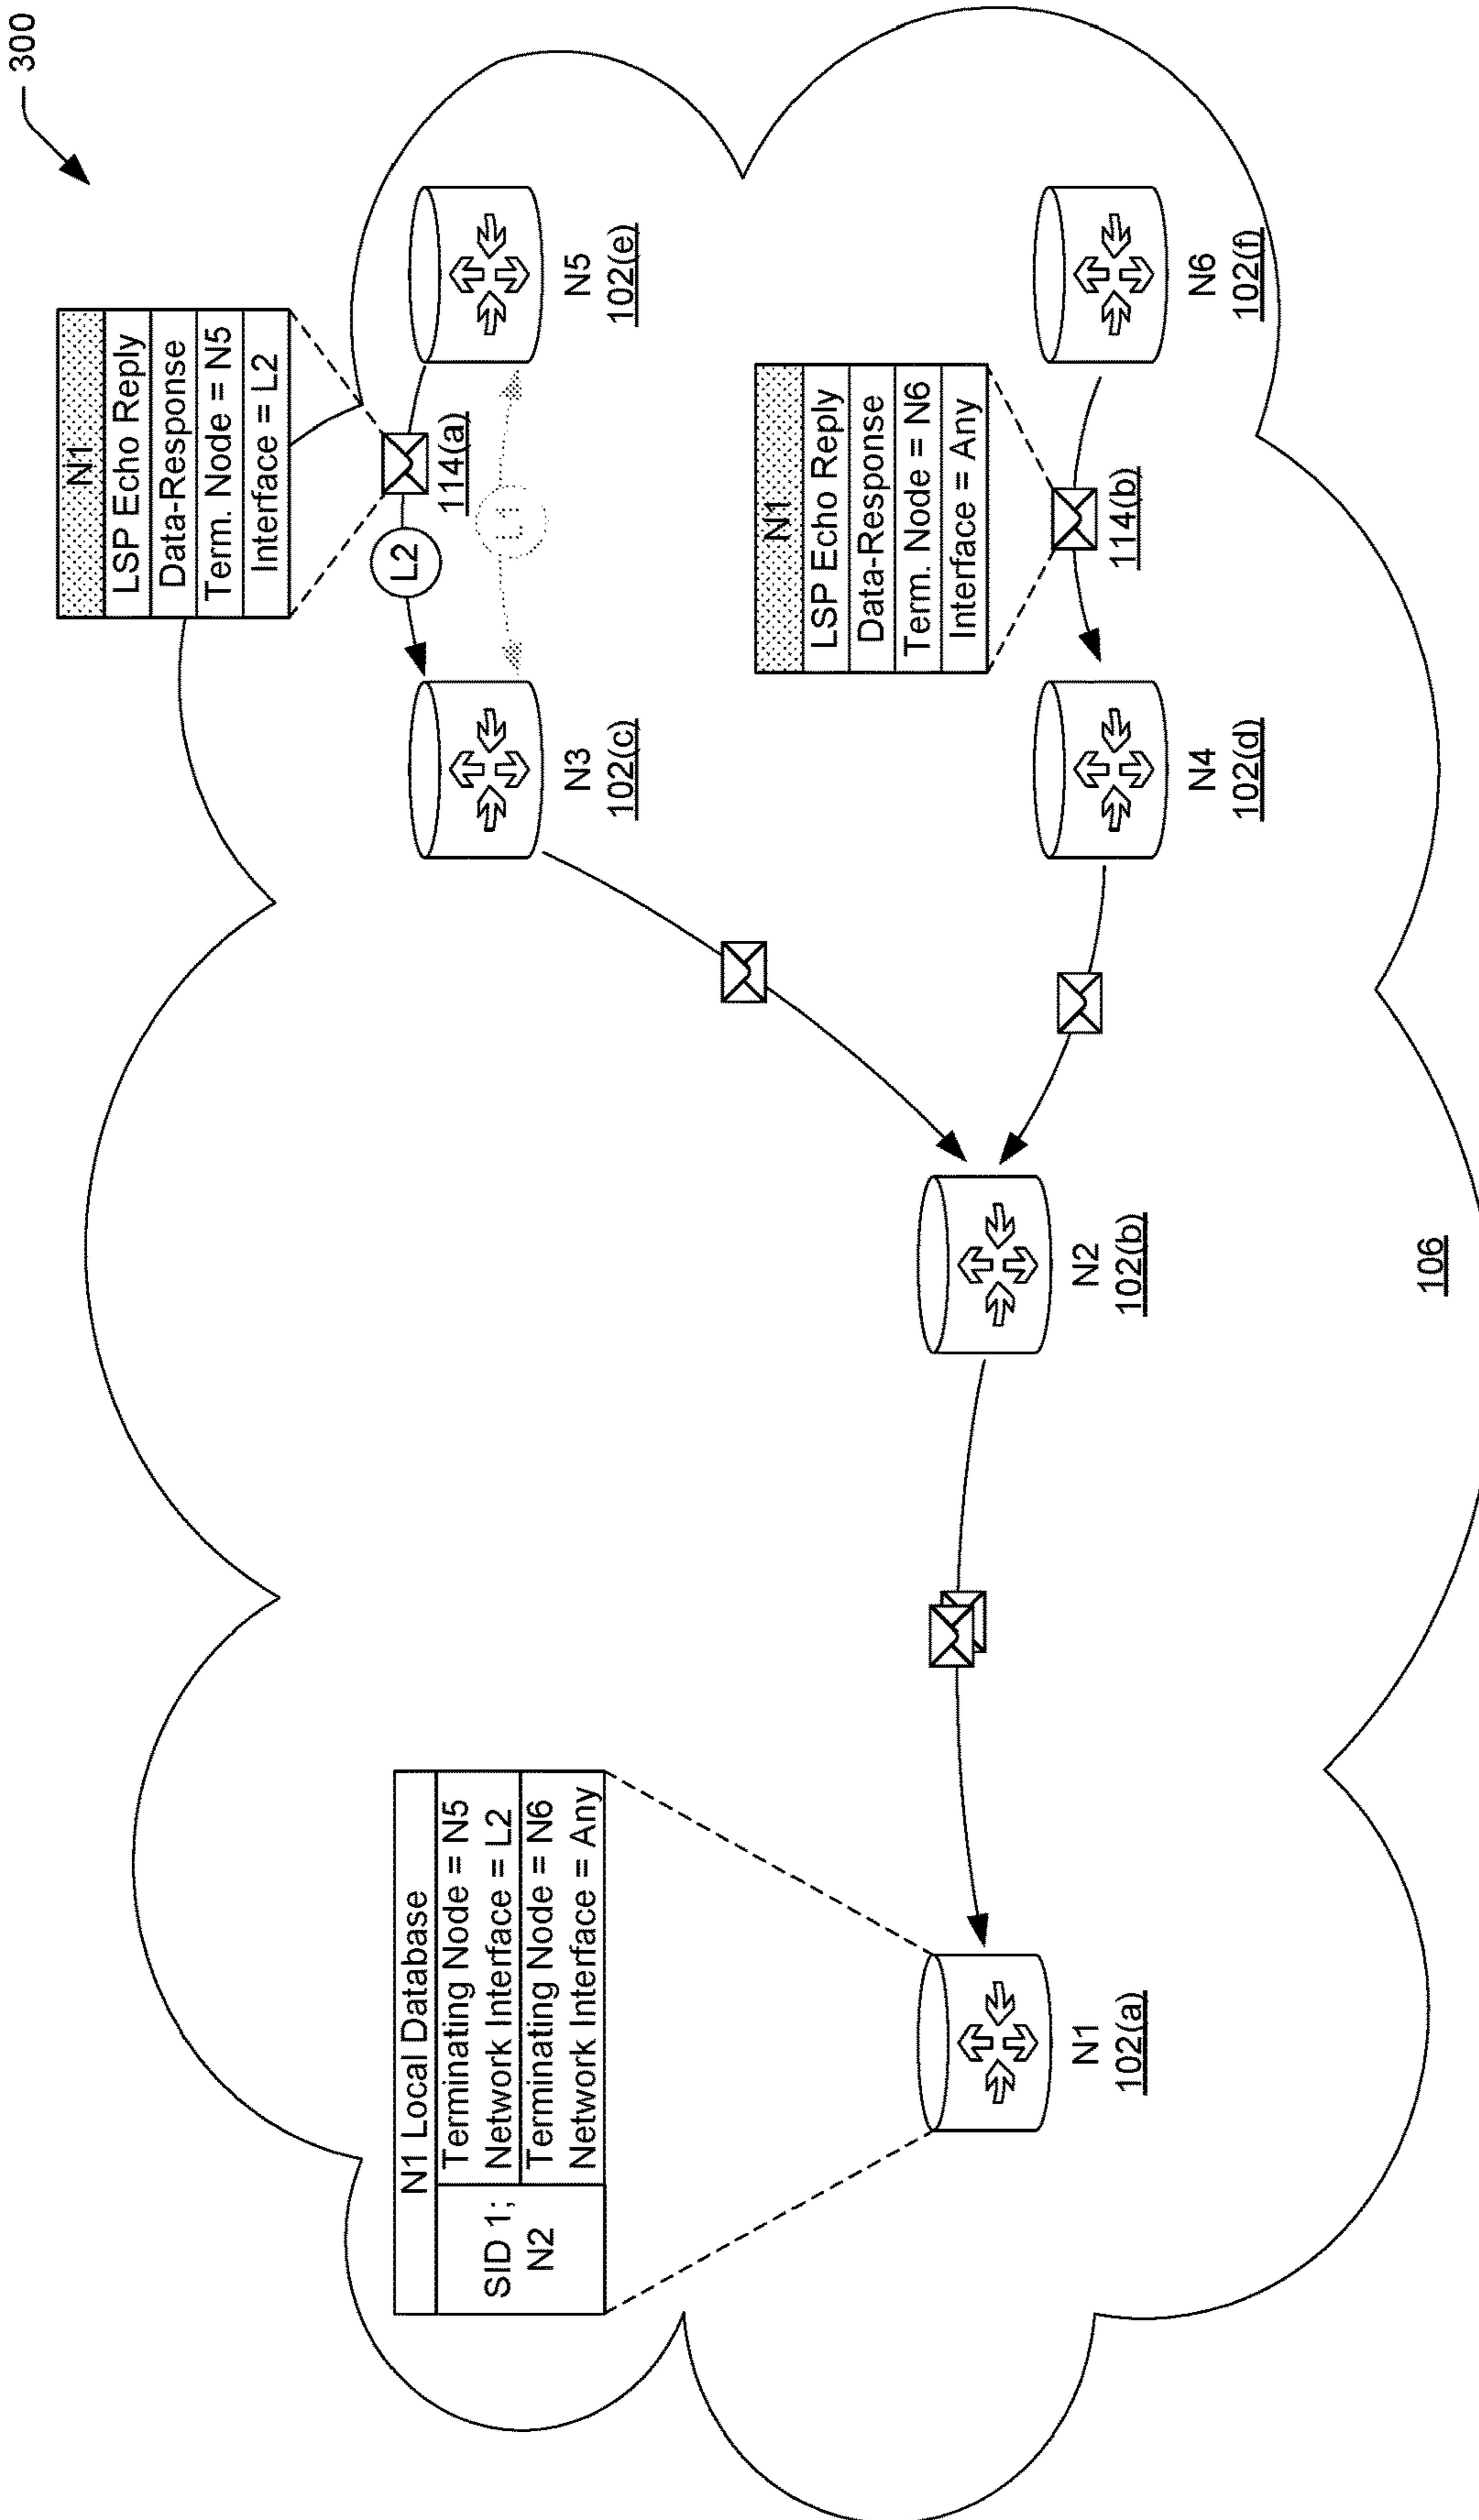 300
N1
LSP Echo Reply
Data-Response
Term. Node = N5
Interface = L2
114(a)
L2
L1
N5
102(e)
N3
102(c)
N1
LSP Echo Reply
Data-Response
Term. Node = N6
Interface = Any
114(b)
N6
102(f)
N4
102(d)
N2
102(b)
N1 Local Database
SID 1;
N2
Terminating Node = N5
Network Interface = L2
Terminating Node = N6
Network Interface = Any
N1
102(a)
106